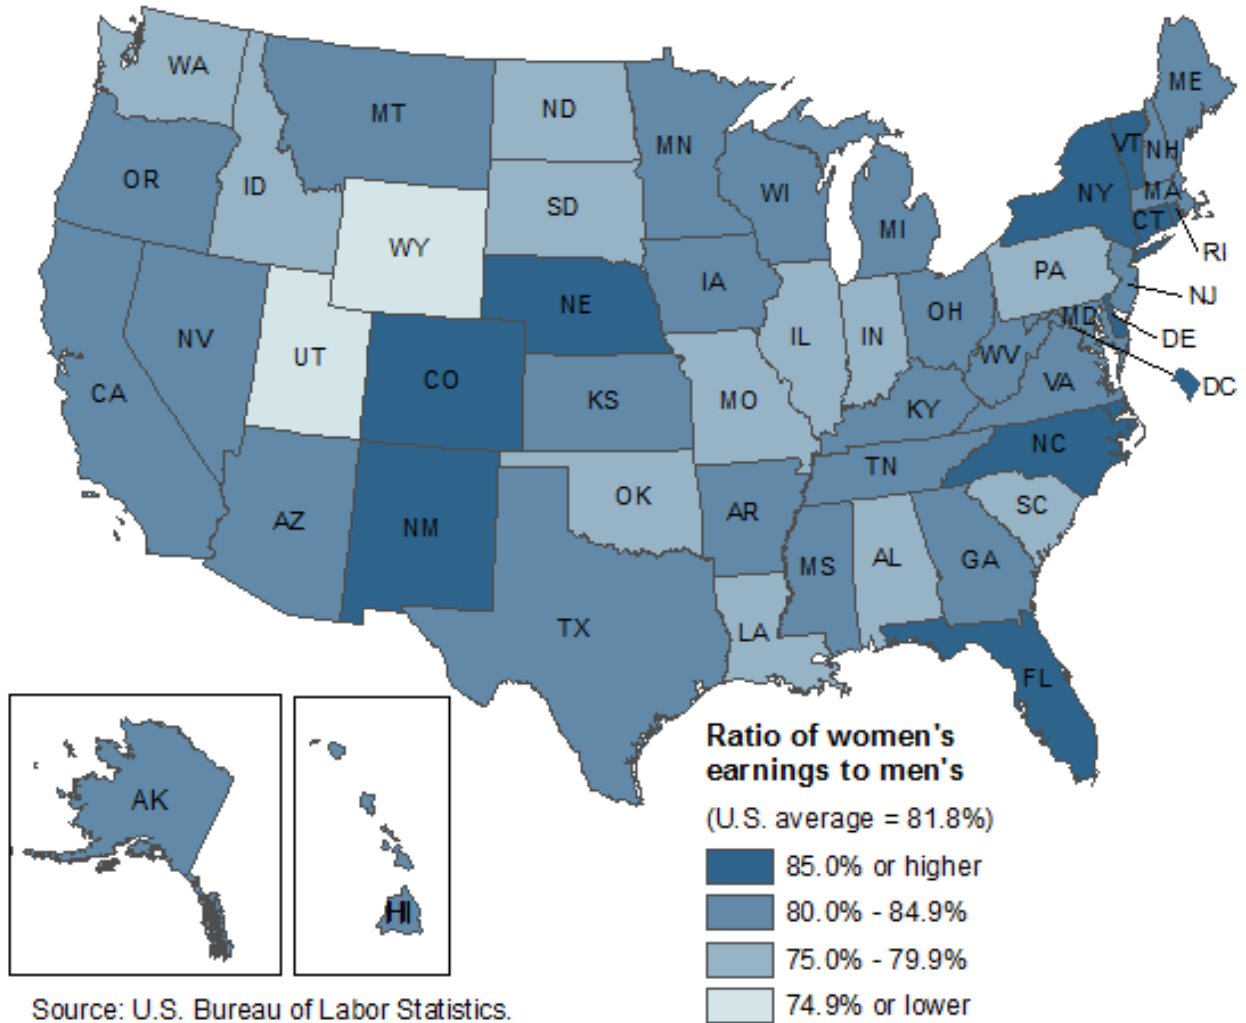 WA
MT
ND
MN
ME
VT
NH
OR
ID
SD
WI
MI
NY
MA
CT
RI
WY
PA
NJ
NE
IA
OH
MD
DE
NV
UT
CO
IL
IN
WV
VA
DC
CA
KS
MO
KY
NC
TN
AZ
NM
OK
AR
SC
MS
AL
GA
TX
LA
FL
AK
HI
Ratio of women's
earnings to men's
(U.S. average = 81.8%)
85.0% or higher
80.0% - 84.9%
75.0% - 79.9%
74.9% or lower
Source: U.S. Bureau of Labor Statistics.